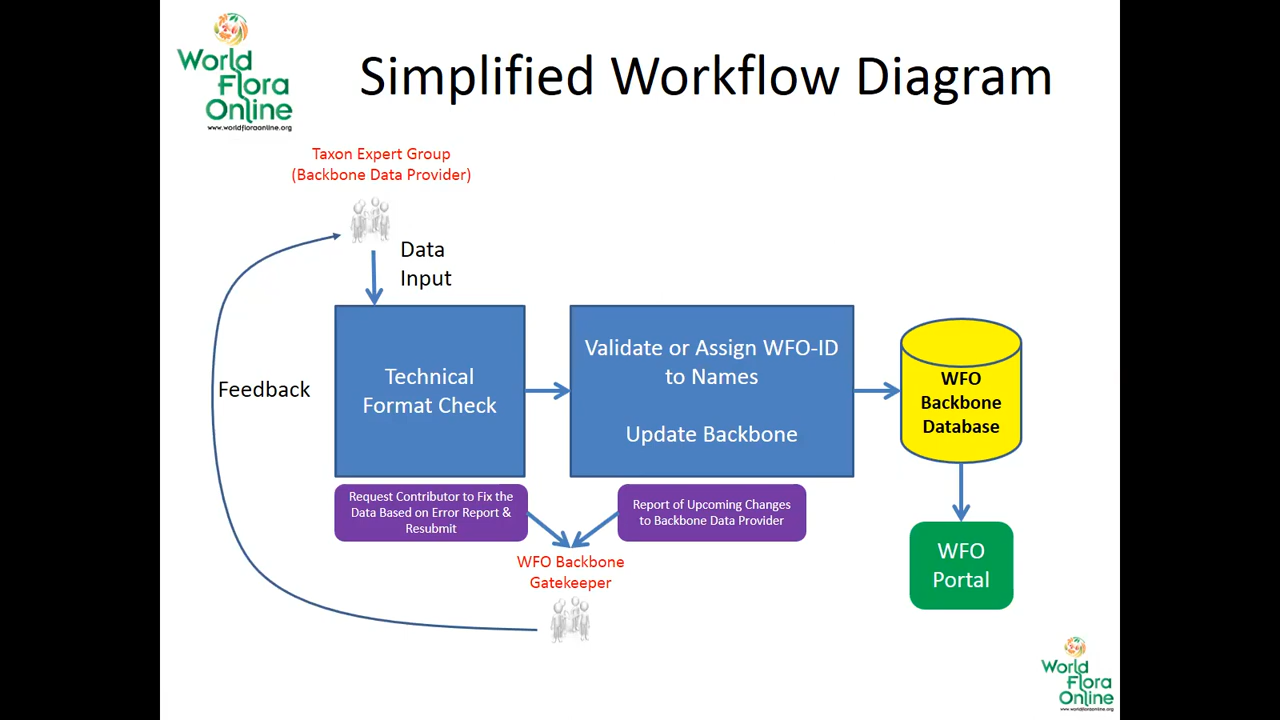 World
Flora
Online
www.worldfloraonline.org
Simplified Workflow Diagram
Taxon Expert Group
(Backbone Data Provider)
Data
Input
Feedback
Technical
Format Check
Validate or Assign WFO-ID
to Names
Update Backbone
WFO
Backbone
Database
Request Contributor to Fix the
Data Based on Error Report &
Resubmit
Report of Upcoming Changes
to Backbone Data Provider
WFO Backbone
Gatekeeper
WFO
Portal
World
Flora
Online
www.worldfloraonline.org